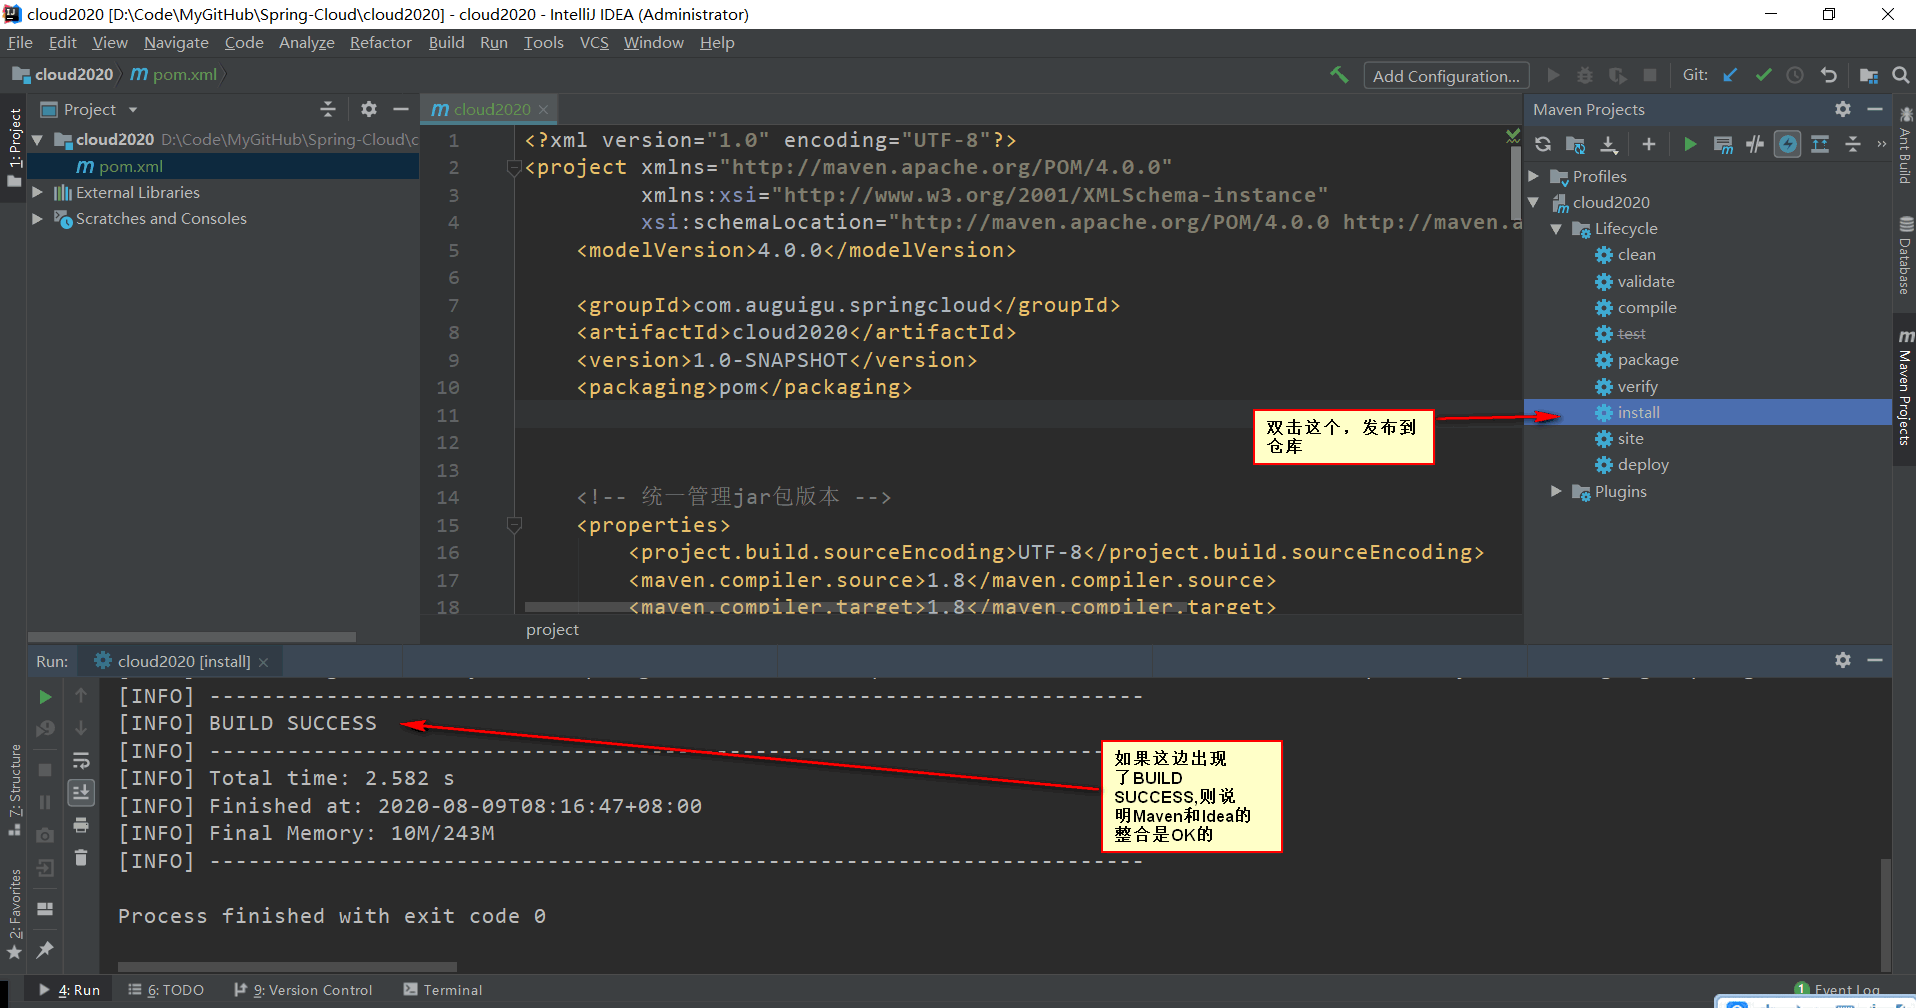 cloud2020 [D:\Code\MyGitHub\Spring-Cloud\cloud2020] - cloud2020 - IntelliJ IDEA (Administrator)
File Edit View Navigate Code Analyze Refactor Build Run Tools VCS Window Help
cloud2020 pom.xml
Add Configuration...
Git:
1: Project
Project
cloud2020 D:\Code\MyGitHub\Spring-Cloud\c
pom.xml
External Libraries
Scratches and Consoles
cloud2020
1 <?xml version="1.0" encoding="UTF-8"?>
2 <project xmlns="http://maven.apache.org/POM/4.0.0"
3 xmlns:xsi="http://www.w3.org/2001/XMLSchema-instance"
4 xsi:schemaLocation="http://maven.apache.org/POM/4.0.0 http://maven.a
5 <modelVersion>4.0.0</modelVersion>
6
7 <groupId>com.auguigu.springcloud</groupId>
8 <artifactId>cloud2020</artifactId>
9 <version>1.0-SNAPSHOT</version>
10 <packaging>pom</packaging>
11
12
13
14 <!-- 统一管理jar包版本 -->
15 <properties>
16 <project.build.sourceEncoding>UTF-8</project.build.sourceEncoding>
17 <maven.compiler.source>1.8</maven.compiler.source>
18 <maven.compiler.target>1.8</maven.compiler.target>
project
双击这个，发布到
仓库
Maven Projects
Profiles
cloud2020
Lifecycle
clean
validate
compile
test
package
verify
install
site
deploy
Plugins
Ant Build
Database
Maven Projects
Run: cloud2020 [install]
[INFO] ------------------------------------------------------------------------
[INFO] BUILD SUCCESS
[INFO] ------------------------------------------------------------------------
[INFO] Total time: 2.582 s
[INFO] Finished at: 2020-08-09T08:16:47+08:00
[INFO] Final Memory: 10M/243M
[INFO] ------------------------------------------------------------------------
Process finished with exit code 0
如果这边出现
了BUILD
SUCCESS,则说
明Maven和Idea的
整合是OK的
7: Structure
2: Favorites
4: Run 6: TODO 9: Version Control Terminal
1 Event Log